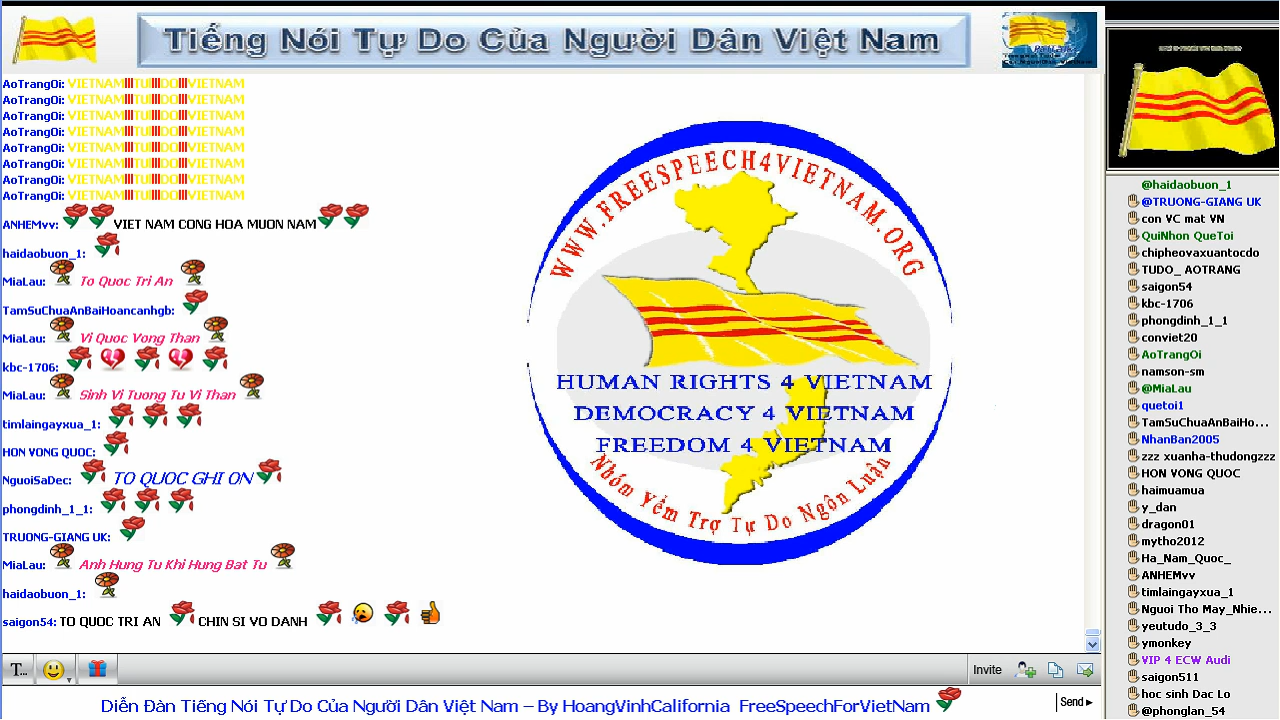 Tiếng Nói Tự Do Của Người Dân Việt Nam
AoTrangOi: VIETNAM|||TU|||DO|||VIETNAM
AoTrangOi: VIETNAM|||TU|||DO|||VIETNAM
AoTrangOi: VIETNAM|||TU|||DO|||VIETNAM
AoTrangOi: VIETNAM|||TU|||DO|||VIETNAM
AoTrangOi: VIETNAM|||TU|||DO|||VIETNAM
AoTrangOi: VIETNAM|||TU|||DO|||VIETNAM
AoTrangOi: VIETNAM|||TU|||DO|||VIETNAM
AoTrangOi: VIETNAM|||TU|||DO|||VIETNAM
ANHEMvv: VIET NAM CONG HOA MUON NAM
haidaobuon_1:
MiaLau: To Quoc Tri An
TamSuChuaAnBaiHoancanhgb:
MiaLau: Vi Quoc Vong Than
kbc-1706:
MiaLau: Sinh Vi Tuong Tu Vi Than
timlaingayxua_1:
HON VONG QUOC:
NguoiSaDec: TO QUOC GHI ON
phongdinh_1_1:
TRUONG-GIANG UK:
MiaLau: Anh Hung Tu Khi Hung Bat Tu
haidaobuon_1:
saigon54: TO QUOC TRI AN CHIN SI VO DANH
WWW.FREESPEECH4VIETNAM.ORG
HUMAN RIGHTS 4 VIETNAM
DEMOCRACY 4 VIETNAM
FREEDOM 4 VIETNAM
Nhóm Yểm Trợ Tự Do Ngôn Luận
@haidaobuon_1
@TRUONG-GIANG UK
con VC mat VN
QuiNhon QueToi
chipheovaxuantocdo
TUDO_ AOTRANG
saigon54
kbc-1706
phongdinh_1_1
conviet20
AoTrangOi
namson-sm
@MiaLau
quetoi1
TamSuChuaAnBaiHo...
NhanBan2005
zzz xuanha-thudongzzz
HON VONG QUOC
haimuamua
y_dan
dragon01
mytho2012
Ha_Nam_Quoc_
ANHEMvv
timlaingayxua_1
Nguoi Tho May_Nhie...
yeutudo_3_3
ymonkey
VIP 4 ECW Audi
saigon511
hoc sinh Dac Lo
@phonglan_54
T...
Invite
Diễn Đàn Tiếng Nói Tự Do Của Người Dân Việt Nam – By HoangVinhCalifornia FreeSpeechForVietNam
Send